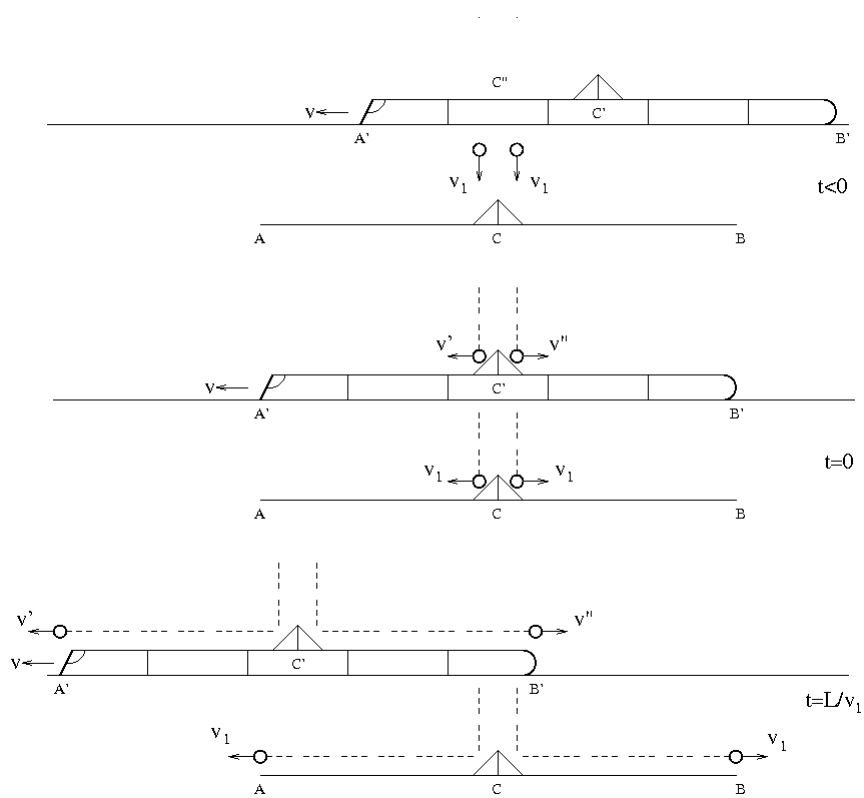 C"
v C'
A' B'
v1 v1
t<0
A C B
v' v"
v C'
A' B'
t=0
v1 v1
A C B
v' v"
v C'
A' B'
t=L/v1
v1 v1
A C B